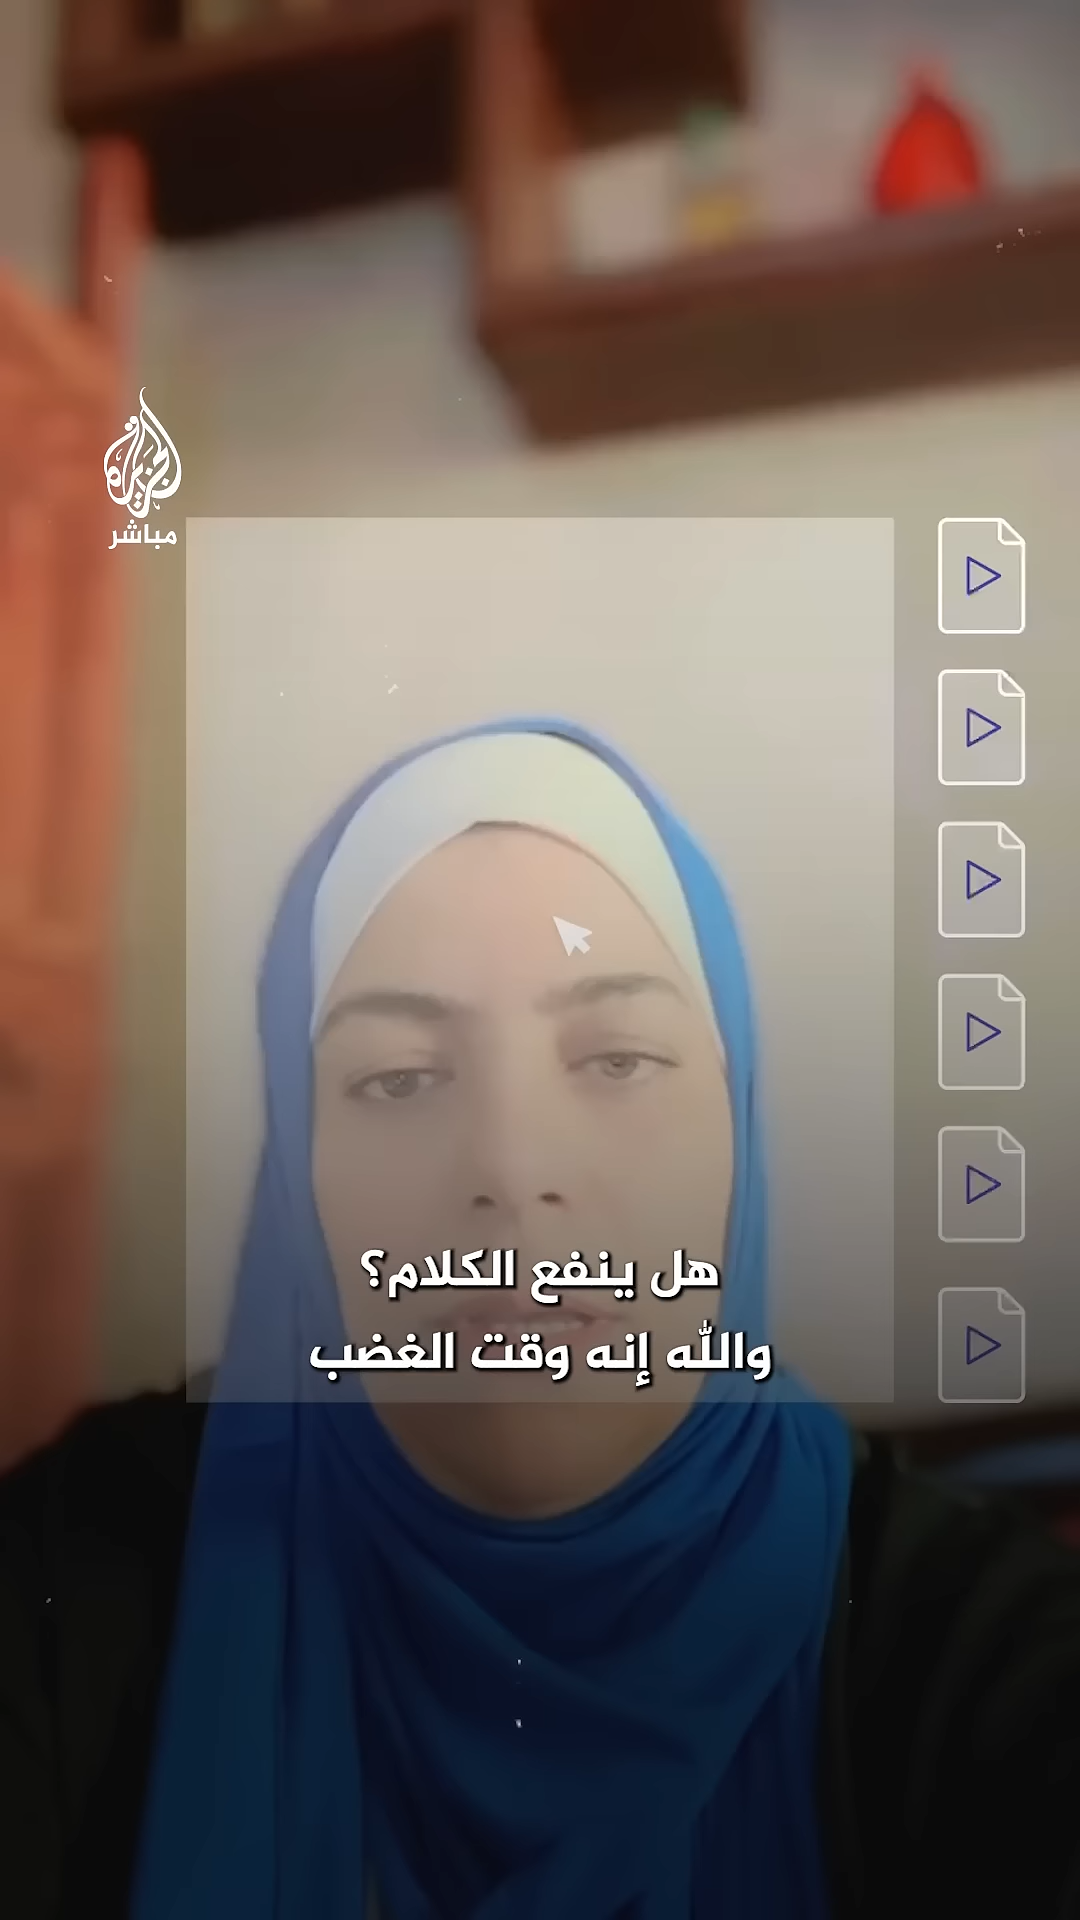 الجزيرة
مباشر
هل ينفع الكلام؟
والله إنه وقت الغضب